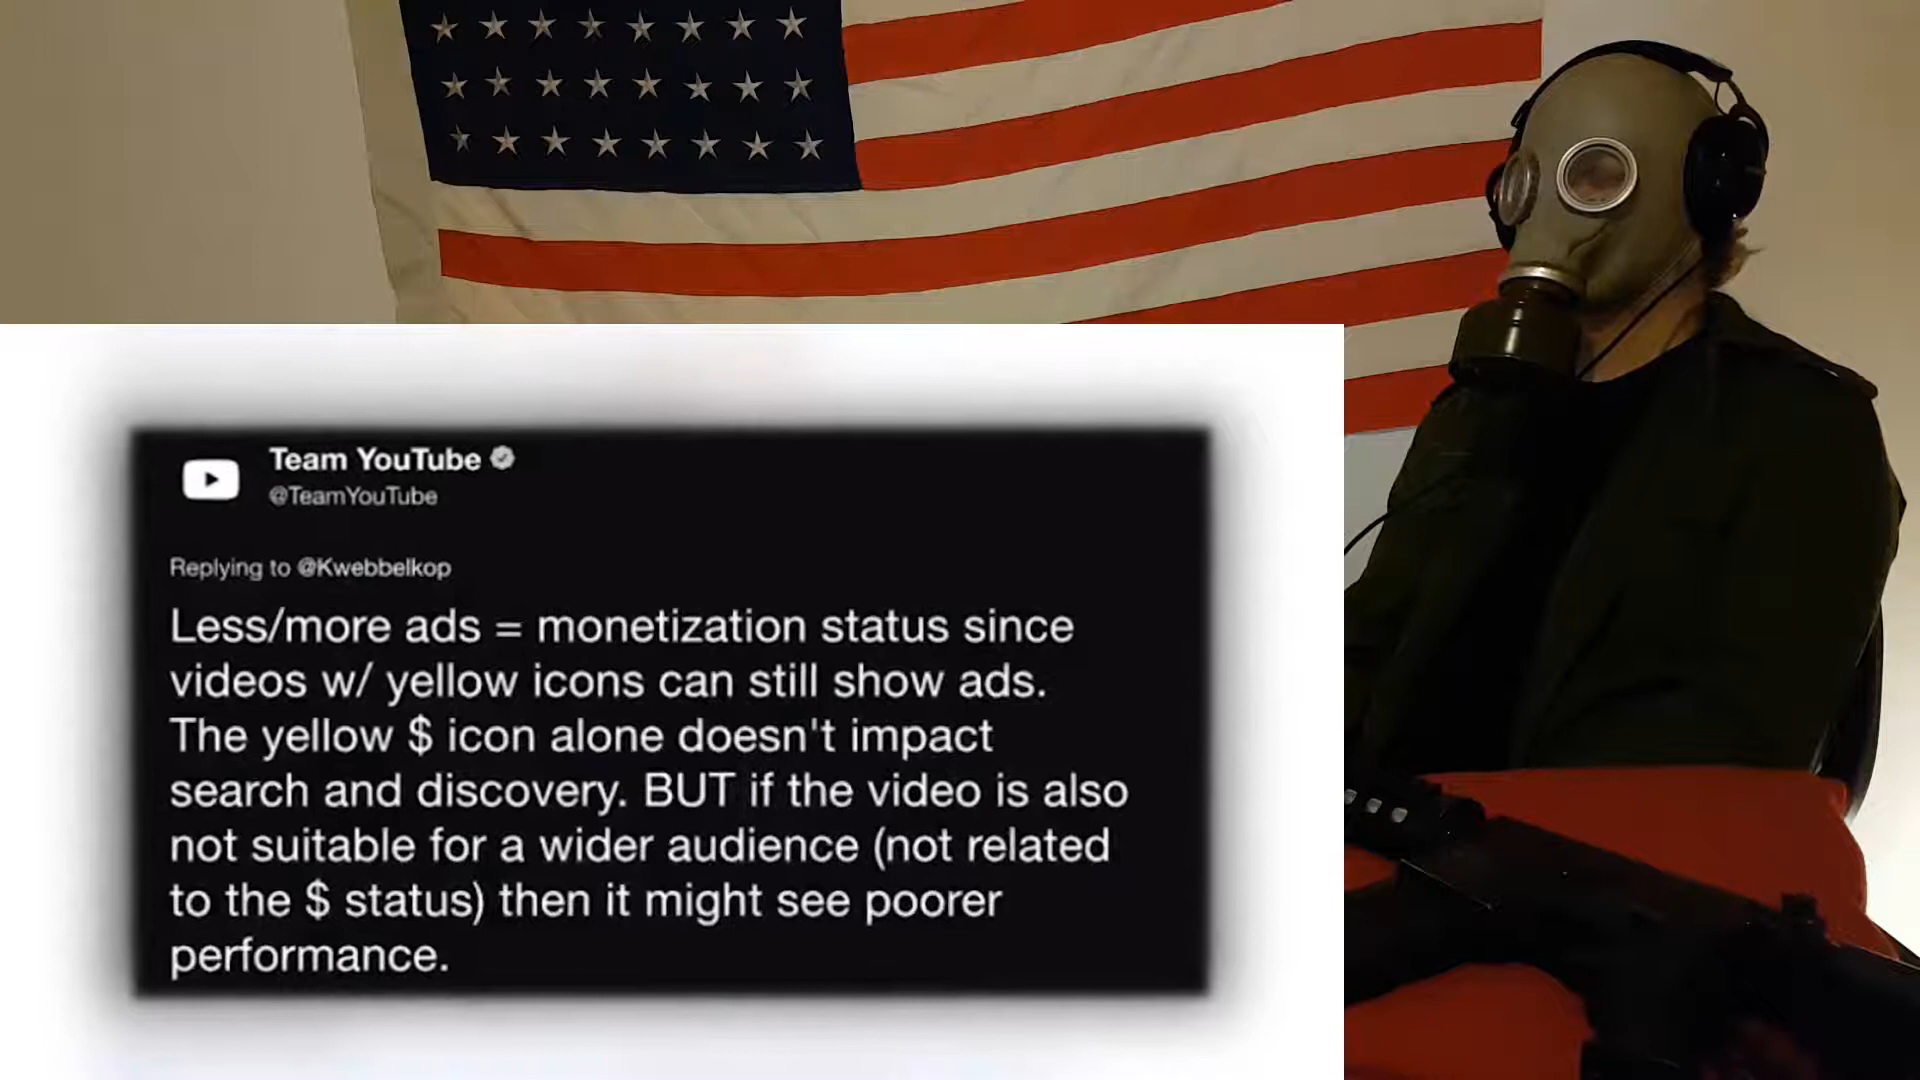 Team YouTube
@TeamYouTube
Replying to @Kwebbelkop
Less/more ads = monetization status since
videos w/ yellow icons can still show ads.
The yellow $ icon alone doesn't impact
search and discovery. BUT if the video is also
not suitable for a wider audience (not related
to the $ status) then it might see poorer
performance.